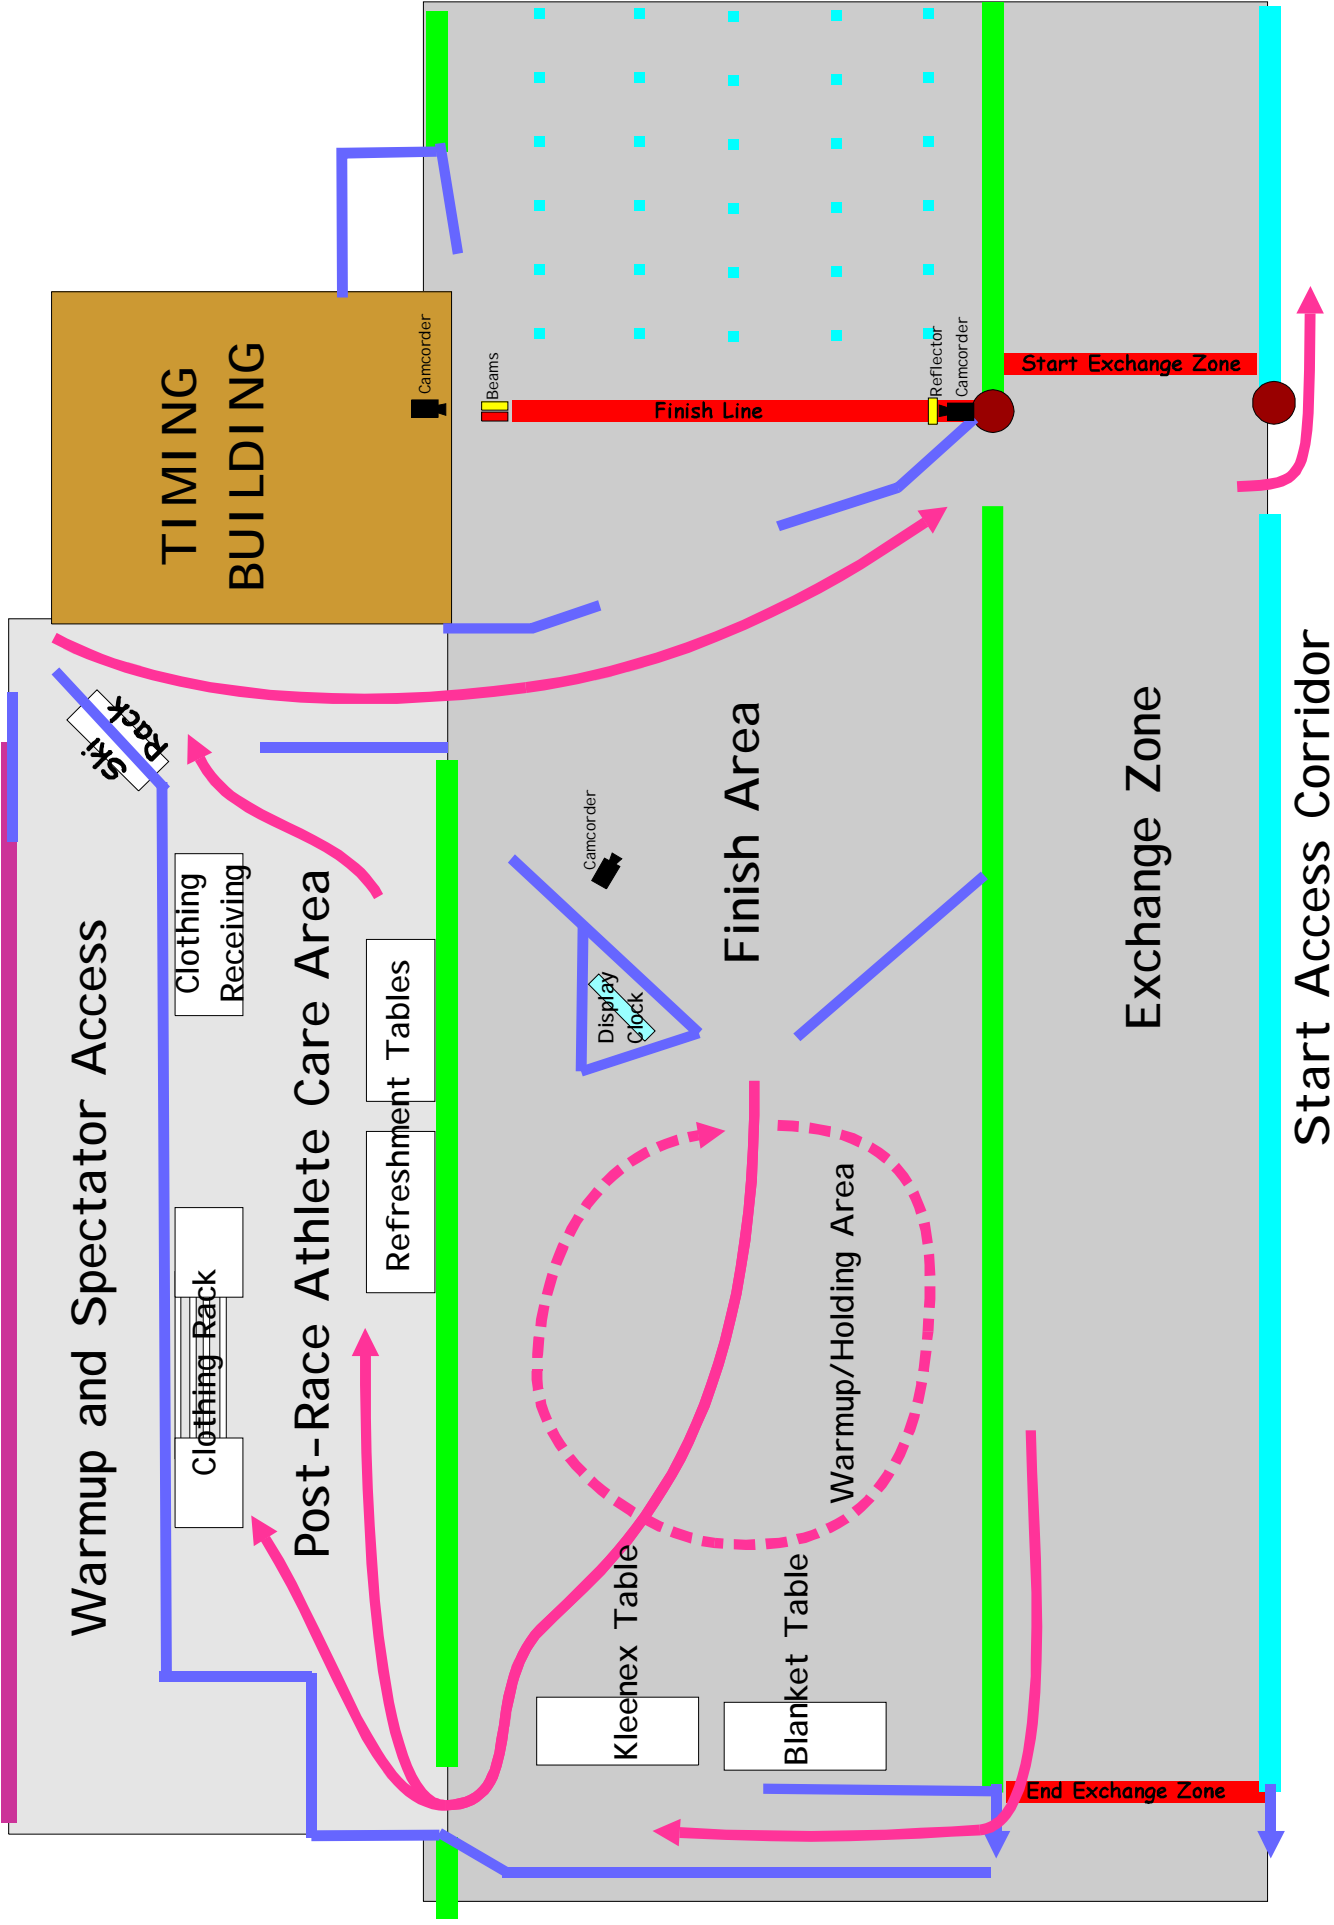 TIMING
BUILDING
Camcorder
Beams
Finish Line
Reflector
Camcorder
Start Exchange Zone
Ski
Rack
Clothing
Receiving
Warmup and Spectator Access
Post-Race Athlete Care Area
Refreshment Tables
Clothing Rack
Camcorder
Display
Clock
Finish Area
Exchange Zone
Start Access Corridor
Warmup/Holding Area
Kleenex Table
Blanket Table
End Exchange Zone